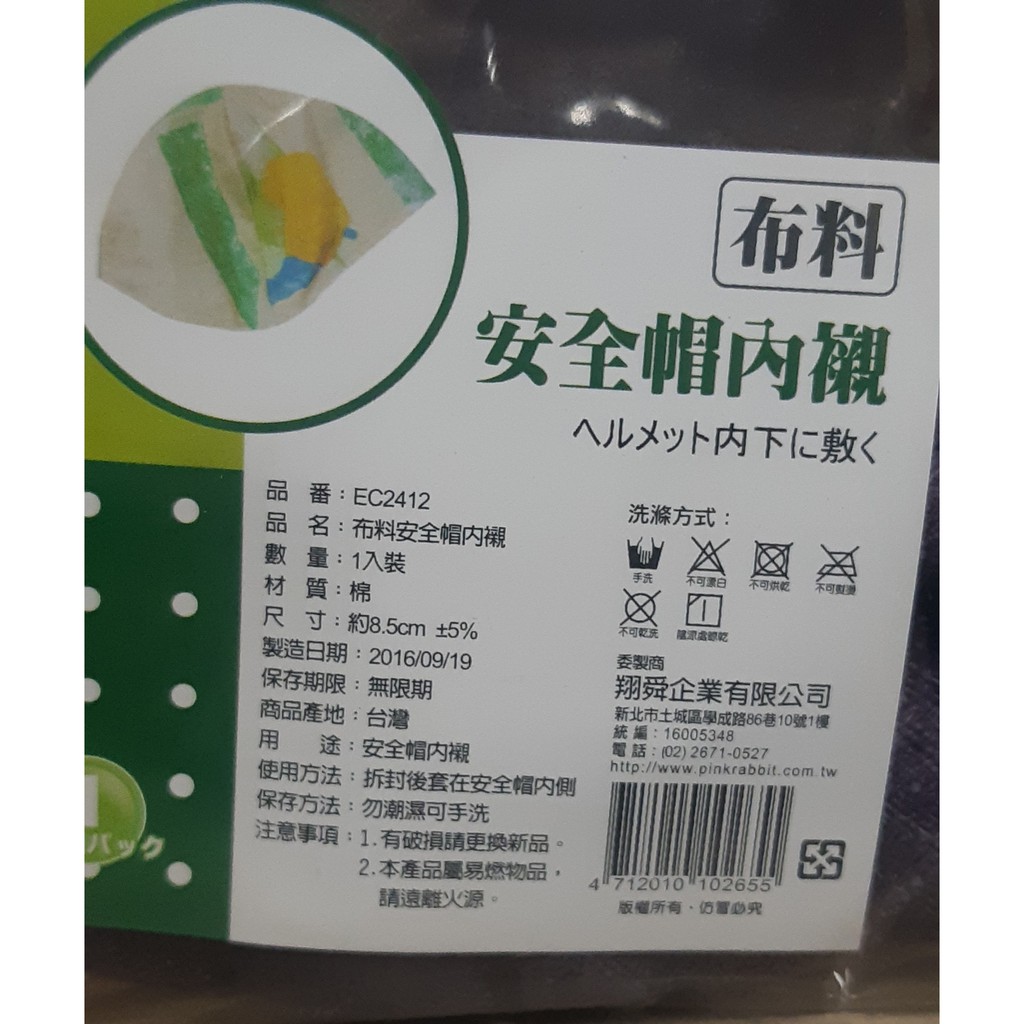 布料
安全帽內襯
ヘルメット内下に敷く
品 番：EC2412
品 名：布料安全帽內襯
數 量：1入裝
材 質：棉
尺 寸：約8.5cm ±5%
製造日期：2016/09/19
保存期限：無限期
商品產地：台灣
用 途：安全帽內襯
使用方法：折封後套在安全帽內側
保存方法：勿潮濕可手洗
注意事項：1.有破損請更換新品。
2.本產品屬易燃物品，
請遠離火源。
洗滌方式：
手洗 不可漂白 不可烘乾 不可熨燙
不可乾洗 陰涼處晾乾
委製商
翔舜企業有限公司
新北市土城區學成路86巷10號1樓
統編：16005348
電話：(02) 2671-0527
http://www.pinkrabbit.com.tw
4 712010 102655
版權所有、仿冒必究
パック